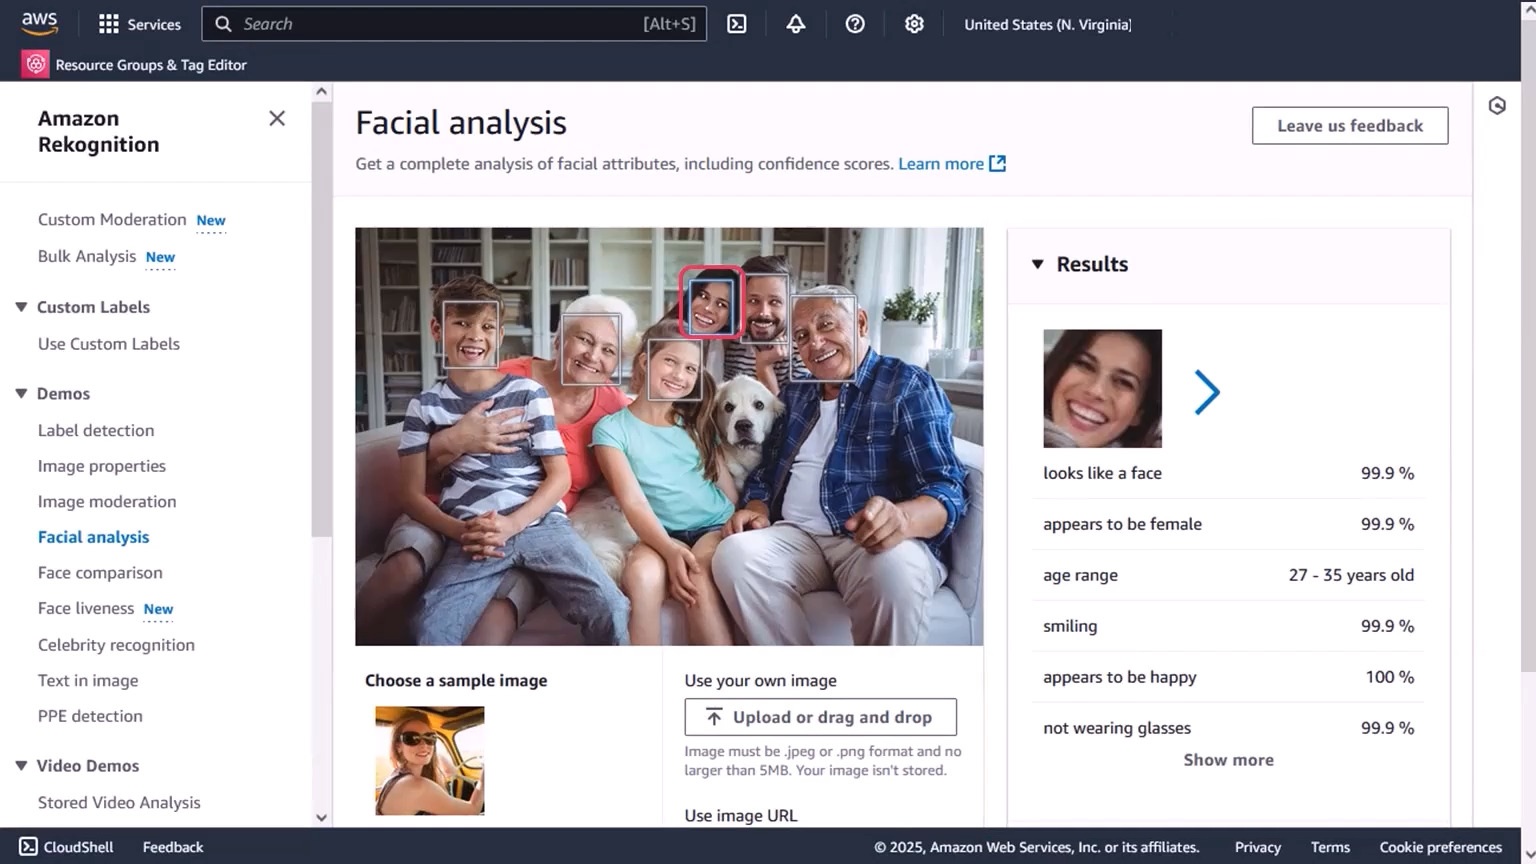 aws
Services
Search
[Alt+S]
United States (N. Virginia)
Resource Groups & Tag Editor
Amazon
Rekognition
Custom Moderation New
Bulk Analysis New
Custom Labels
Use Custom Labels
Demos
Label detection
Image properties
Image moderation
Facial analysis
Face comparison
Face liveness New
Celebrity recognition
Text in image
PPE detection
Video Demos
Stored Video Analysis
Facial analysis
Get a complete analysis of facial attributes, including confidence scores. Learn more
Leave us feedback
Choose a sample image
Use your own image
Upload or drag and drop
Image must be .jpeg or .png format and no
larger than 5MB. Your image isn't stored.
Use image URL
Results
looks like a face 99.9 %
appears to be female 99.9 %
age range 27 - 35 years old
smiling 99.9 %
appears to be happy 100 %
not wearing glasses 99.9 %
Show more
CloudShell
Feedback
© 2025, Amazon Web Services, Inc. or its affiliates.
Privacy
Terms
Cookie preferences